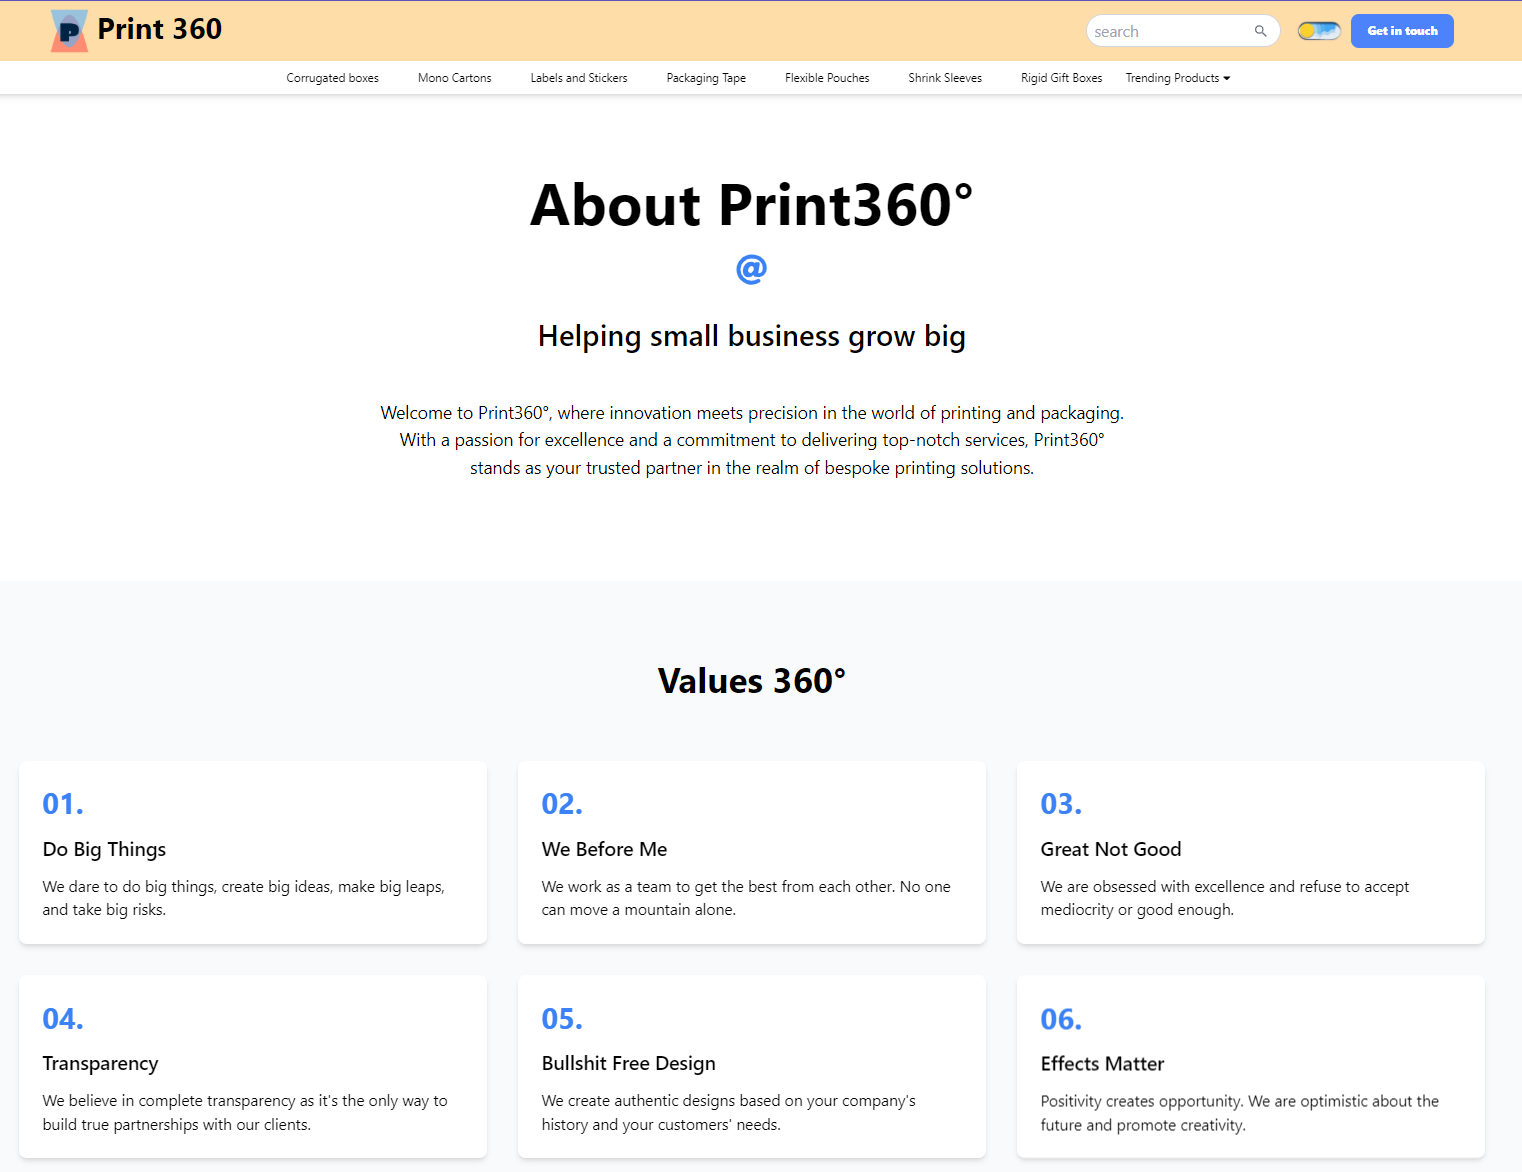 P Print 360
search
Get in touch
Corrugated boxes Mono Cartons Labels and Stickers Packaging Tape Flexible Pouches Shrink Sleeves Rigid Gift Boxes Trending Products
About Print360°
@
Helping small business grow big
Welcome to Print360°, where innovation meets precision in the world of printing and packaging.
With a passion for excellence and a commitment to delivering top-notch services, Print360°
stands as your trusted partner in the realm of bespoke printing solutions.
Values 360°
01.
Do Big Things
We dare to do big things, create big ideas, make big leaps,
and take big risks.
02.
We Before Me
We work as a team to get the best from each other. No one
can move a mountain alone.
03.
Great Not Good
We are obsessed with excellence and refuse to accept
mediocrity or good enough.
04.
Transparency
We believe in complete transparency as it's the only way to
build true partnerships with our clients.
05.
Bullshit Free Design
We create authentic designs based on your company's
history and your customers' needs.
06.
Effects Matter
Positivity creates opportunity. We are optimistic about the
future and promote creativity.